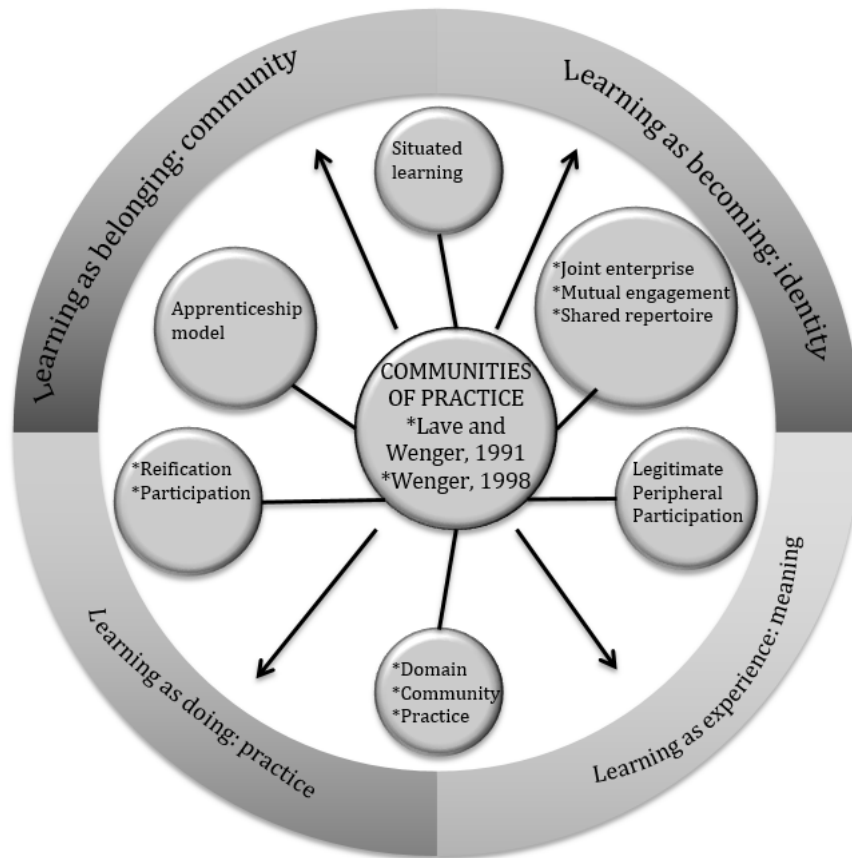 Learning as belonging: community
Learning as becoming: identity
Situated
learning
Apprenticeship
model
*Joint enterprise
*Mutual engagement
*Shared repertoire
COMMUNITIES
OF PRACTICE
*Lave and
Wenger, 1991
*Wenger, 1998
*Reification
*Participation
Legitimate
Peripheral
Participation
*Domain
*Community
*Practice
Learning as doing: practice
Learning as experience: meaning